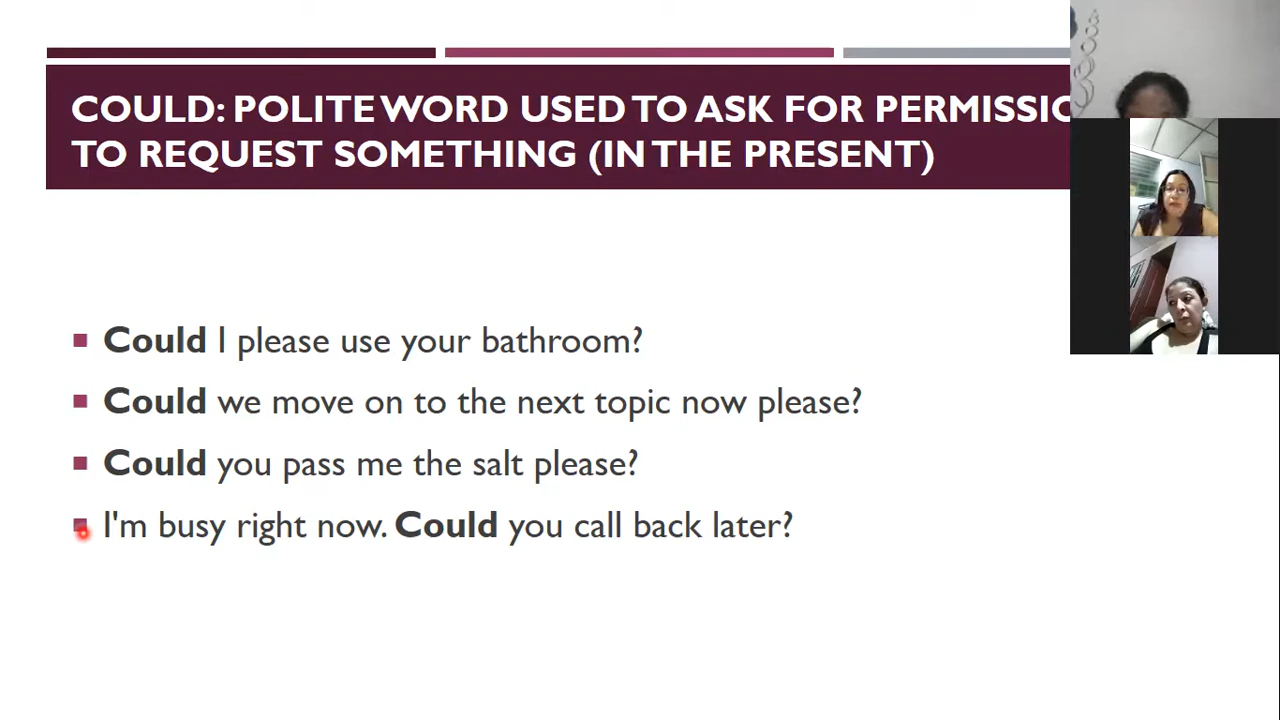 COULD: POLITE WORD USED TO ASK FOR
TO REQUEST SOMETHING (IN THE PRESENT)
Could I please use your bathroom?
Could we move on to the next topic now please?
Could you pass me the salt please?
I'm busy right now. Could you call back later?